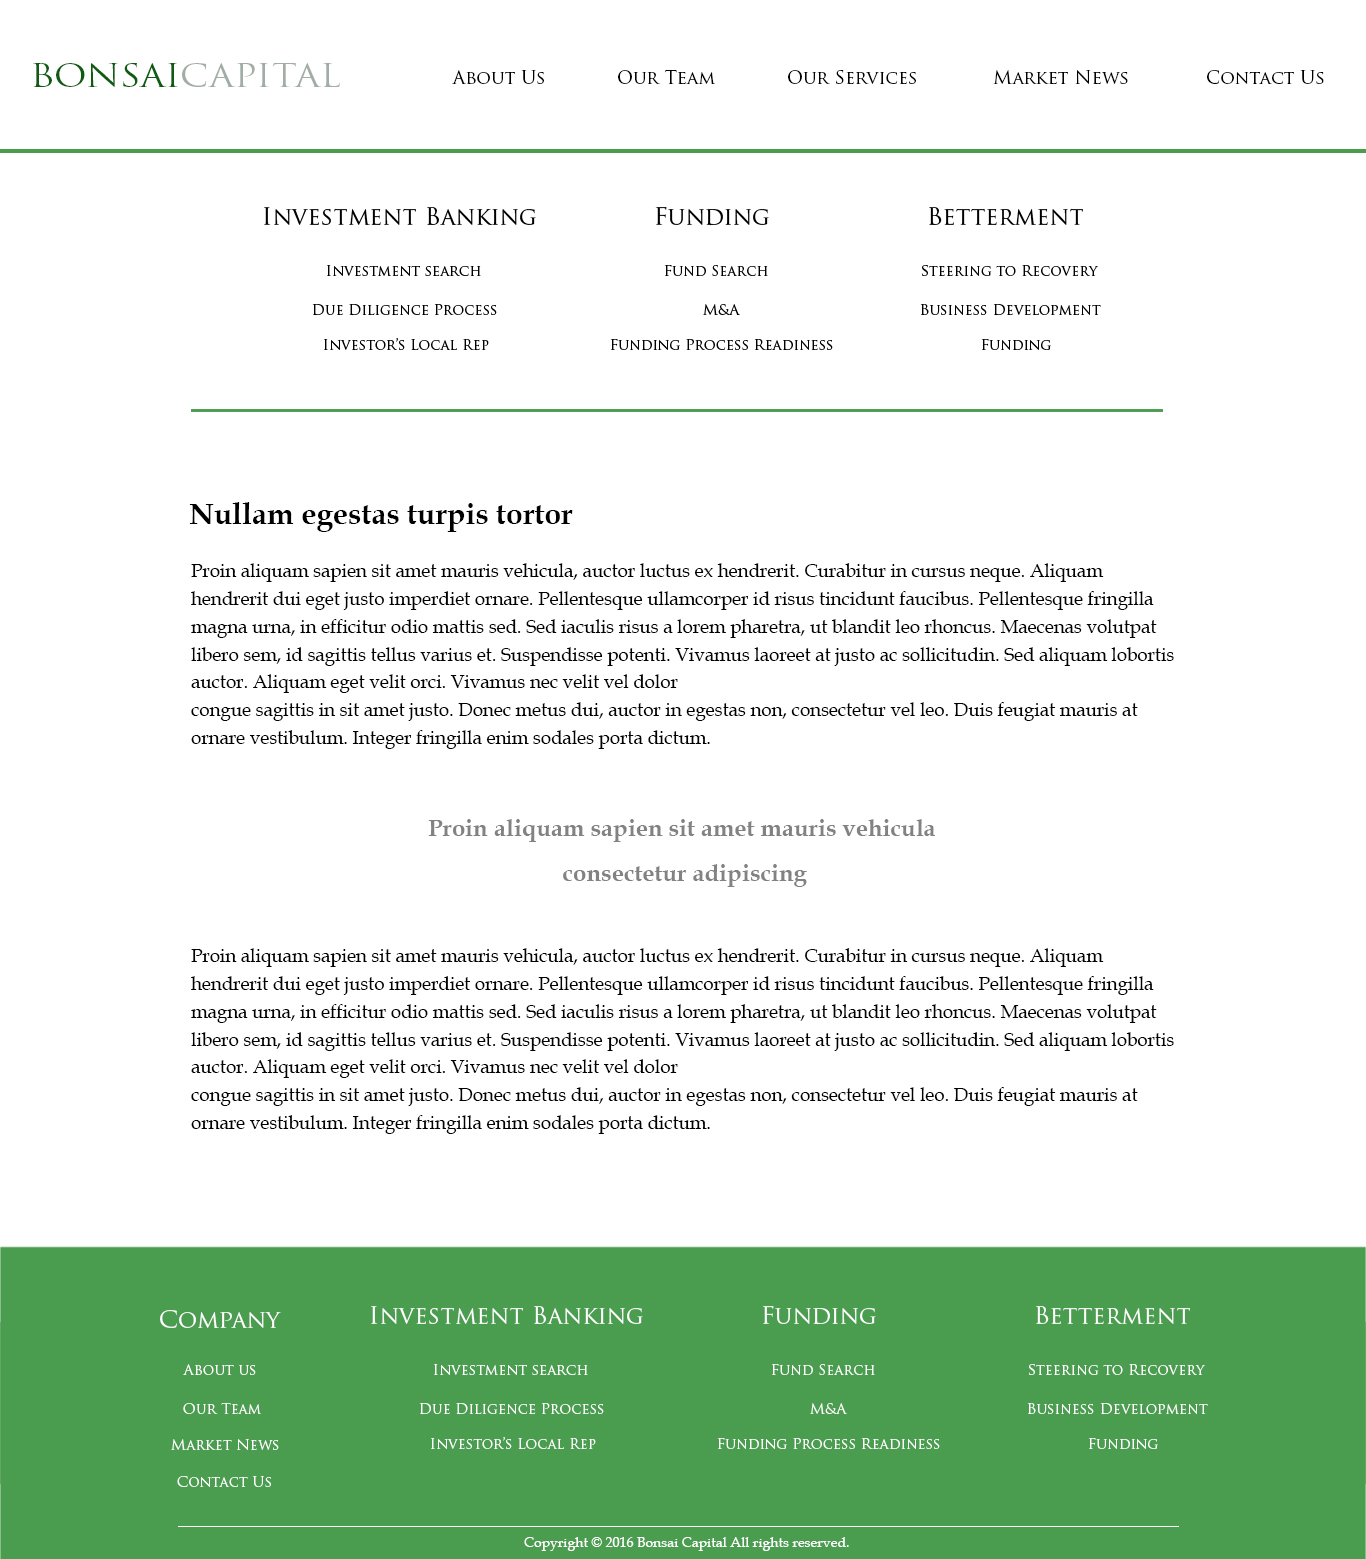 BONSAICAPITAL About Us Our Team Our Services Market News Contact Us
Investment Banking Funding Betterment
Investment search Fund Search Steering to Recovery
Due Diligence Process M&A Business Development
Investor's Local Rep Funding Process Readiness Funding
Nullam egestas turpis tortor
Proin aliquam sapien sit amet mauris vehicula, auctor luctus ex hendrerit. Curabitur in cursus neque. Aliquam
hendrerit dui eget justo imperdiet ornare. Pellentesque ullamcorper id risus tincidunt faucibus. Pellentesque fringilla
magna urna, in efficitur odio mattis sed. Sed iaculis risus a lorem pharetra, ut blandit leo rhoncus. Maecenas volutpat
libero sem, id sagittis tellus varius et. Suspendisse potenti. Vivamus laoreet at justo ac sollicitudin. Sed aliquam lobortis
auctor. Aliquam eget velit orci. Vivamus nec velit vel dolor
congue sagittis in sit amet justo. Donec metus dui, auctor in egestas non, consectetur vel leo. Duis feugiat mauris at
ornare vestibulum. Integer fringilla enim sodales porta dictum.
Proin aliquam sapien sit amet mauris vehicula
consectetur adipiscing
Proin aliquam sapien sit amet mauris vehicula, auctor luctus ex hendrerit. Curabitur in cursus neque. Aliquam
hendrerit dui eget justo imperdiet ornare. Pellentesque ullamcorper id risus tincidunt faucibus. Pellentesque fringilla
magna urna, in efficitur odio mattis sed. Sed iaculis risus a lorem pharetra, ut blandit leo rhoncus. Maecenas volutpat
libero sem, id sagittis tellus varius et. Suspendisse potenti. Vivamus laoreet at justo ac sollicitudin. Sed aliquam lobortis
auctor. Aliquam eget velit orci. Vivamus nec velit vel dolor
congue sagittis in sit amet justo. Donec metus dui, auctor in egestas non, consectetur vel leo. Duis feugiat mauris at
ornare vestibulum. Integer fringilla enim sodales porta dictum.
Company Investment Banking Funding Betterment
About us Investment search Fund Search Steering to Recovery
Our Team Due Diligence Process M&A Business Development
Market News Investor's Local Rep Funding Process Readiness Funding
Contact Us
Copyright © 2016 Bonsai Capital All rights reserved.